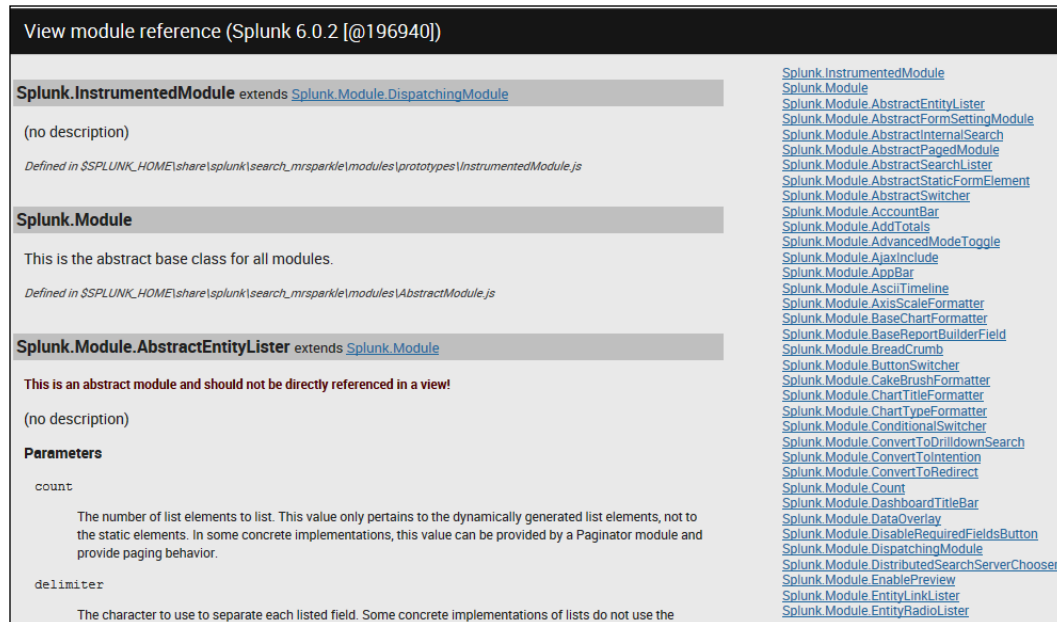 View module reference (Splunk 6.0.2 [@196940])
Splunk.InstrumentedModule extends Splunk.Module.DispatchingModule
(no description)
Defined in $SPLUNK_HOME\share\splunk\search_mrsparkle\modules\prototypes\InstrumentedModule.js
Splunk.Module
This is the abstract base class for all modules.
Defined in $SPLUNK_HOME\share\splunk\search_mrsparkle\modules\AbstractModule.js
Splunk.Module.AbstractEntityLister extends Splunk.Module
This is an abstract module and should not be directly referenced in a view!
(no description)
Parameters
count
The number of list elements to list. This value only pertains to the dynamically generated list elements, not to
the static elements. In some concrete implementations, this value can be provided by a Paginator module and
provide paging behavior.
delimiter
The character to use to separate each listed field. Some concrete implementations of lists do not use the
Splunk.InstrumentedModule
Splunk.Module
Splunk.Module.AbstractEntityLister
Splunk.Module.AbstractFormSettingModule
Splunk.Module.AbstractInternalSearch
Splunk.Module.AbstractPagedModule
Splunk.Module.AbstractSearchLister
Splunk.Module.AbstractStaticFormElement
Splunk.Module.AbstractSwitcher
Splunk.Module.AccountBar
Splunk.Module.AddTotals
Splunk.Module.AdvancedModeToggle
Splunk.Module.AjaxInclude
Splunk.Module.AppBar
Splunk.Module.AsciiTimeline
Splunk.Module.AxisScaleFormatter
Splunk.Module.BaseChartFormatter
Splunk.Module.BaseReportBuilderField
Splunk.Module.BreadCrumb
Splunk.Module.ButtonSwitcher
Splunk.Module.CakeBrushFormatter
Splunk.Module.ChartTitleFormatter
Splunk.Module.ChartTypeFormatter
Splunk.Module.ConditionalSwitcher
Splunk.Module.ConvertToDrilldownSearch
Splunk.Module.ConvertToIntention
Splunk.Module.ConvertToRedirect
Splunk.Module.Count
Splunk.Module.DashboardTitleBar
Splunk.Module.DataOverlay
Splunk.Module.DisableRequiredFieldsButton
Splunk.Module.DispatchingModule
Splunk.Module.DistributedSearchServerChooser
Splunk.Module.EnablePreview
Splunk.Module.EntityLinkLister
Splunk.Module.EntityRadioLister